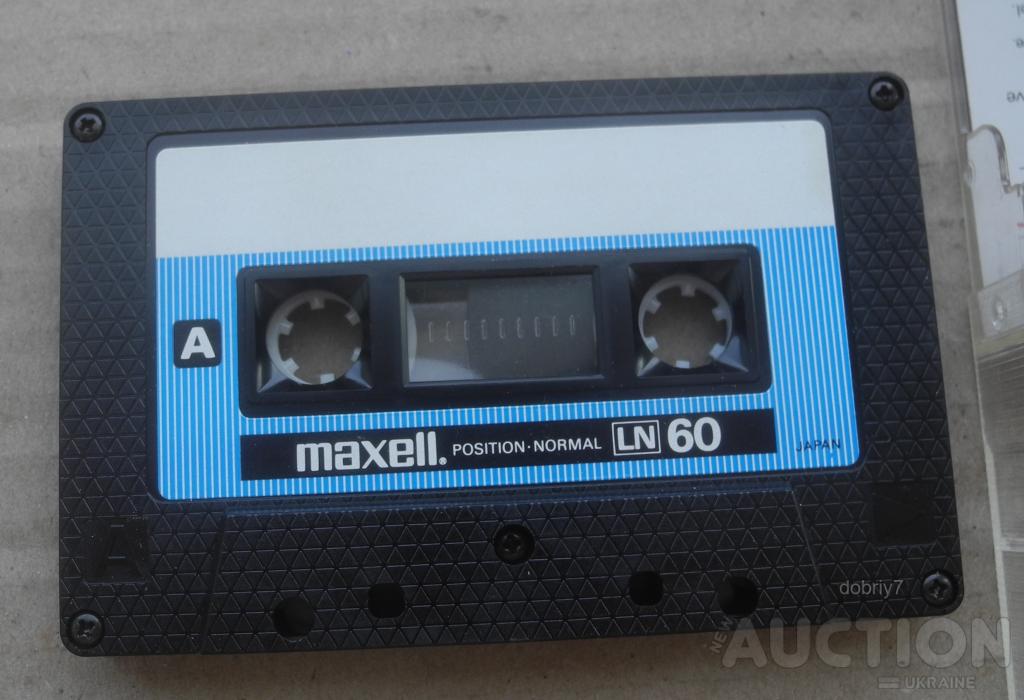 A
maxell. POSITION·NORMAL LN 60
JAPAN
A
dobriy7
NEW AUCTION
UKRAINE